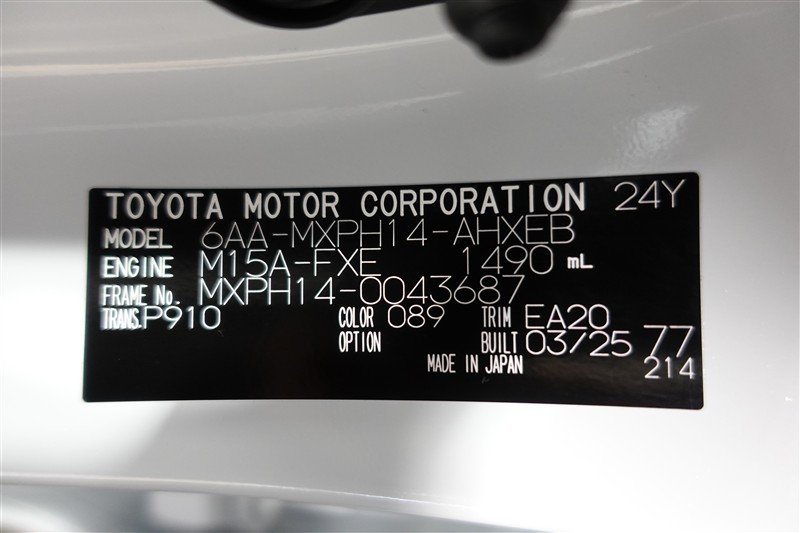 TOYOTA MOTOR CORPORATION 24Y
MODEL 6AA-MXPH14-AHXEB
ENGINE M15A-FXE 1490 mL
FRAME No. MXPH14-0043687
TRANS. P910 COLOR 089 TRIM EA20
OPTION BUILT 03/25 77
MADE IN JAPAN 214